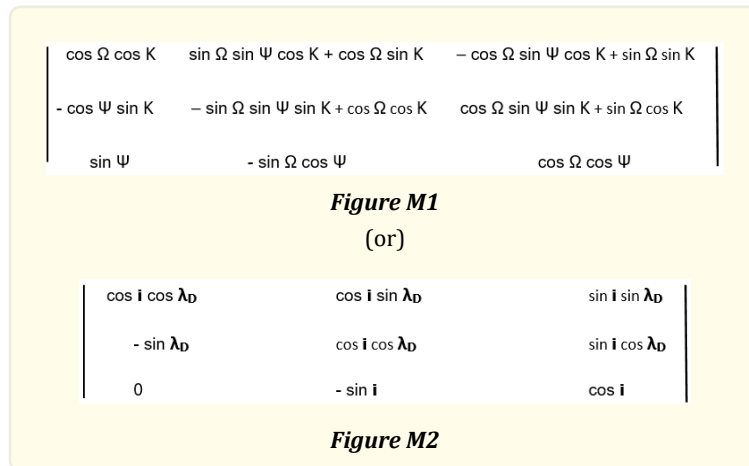 cos Ω cos K sin Ω sin Ψ cos K + cos Ω sin K – cos Ω sin Ψ cos K + sin Ω sin K
- cos Ψ sin K – sin Ω sin Ψ sin K + cos Ω cos K cos Ω sin Ψ sin K + sin Ω cos K
sin Ψ - sin Ω cos Ψ cos Ω cos Ψ
Figure M1
(or)
cos i cos λD cos i sin λD sin i sin λD
- sin λD cos i cos λD sin i cos λD
0 - sin i cos i
Figure M2